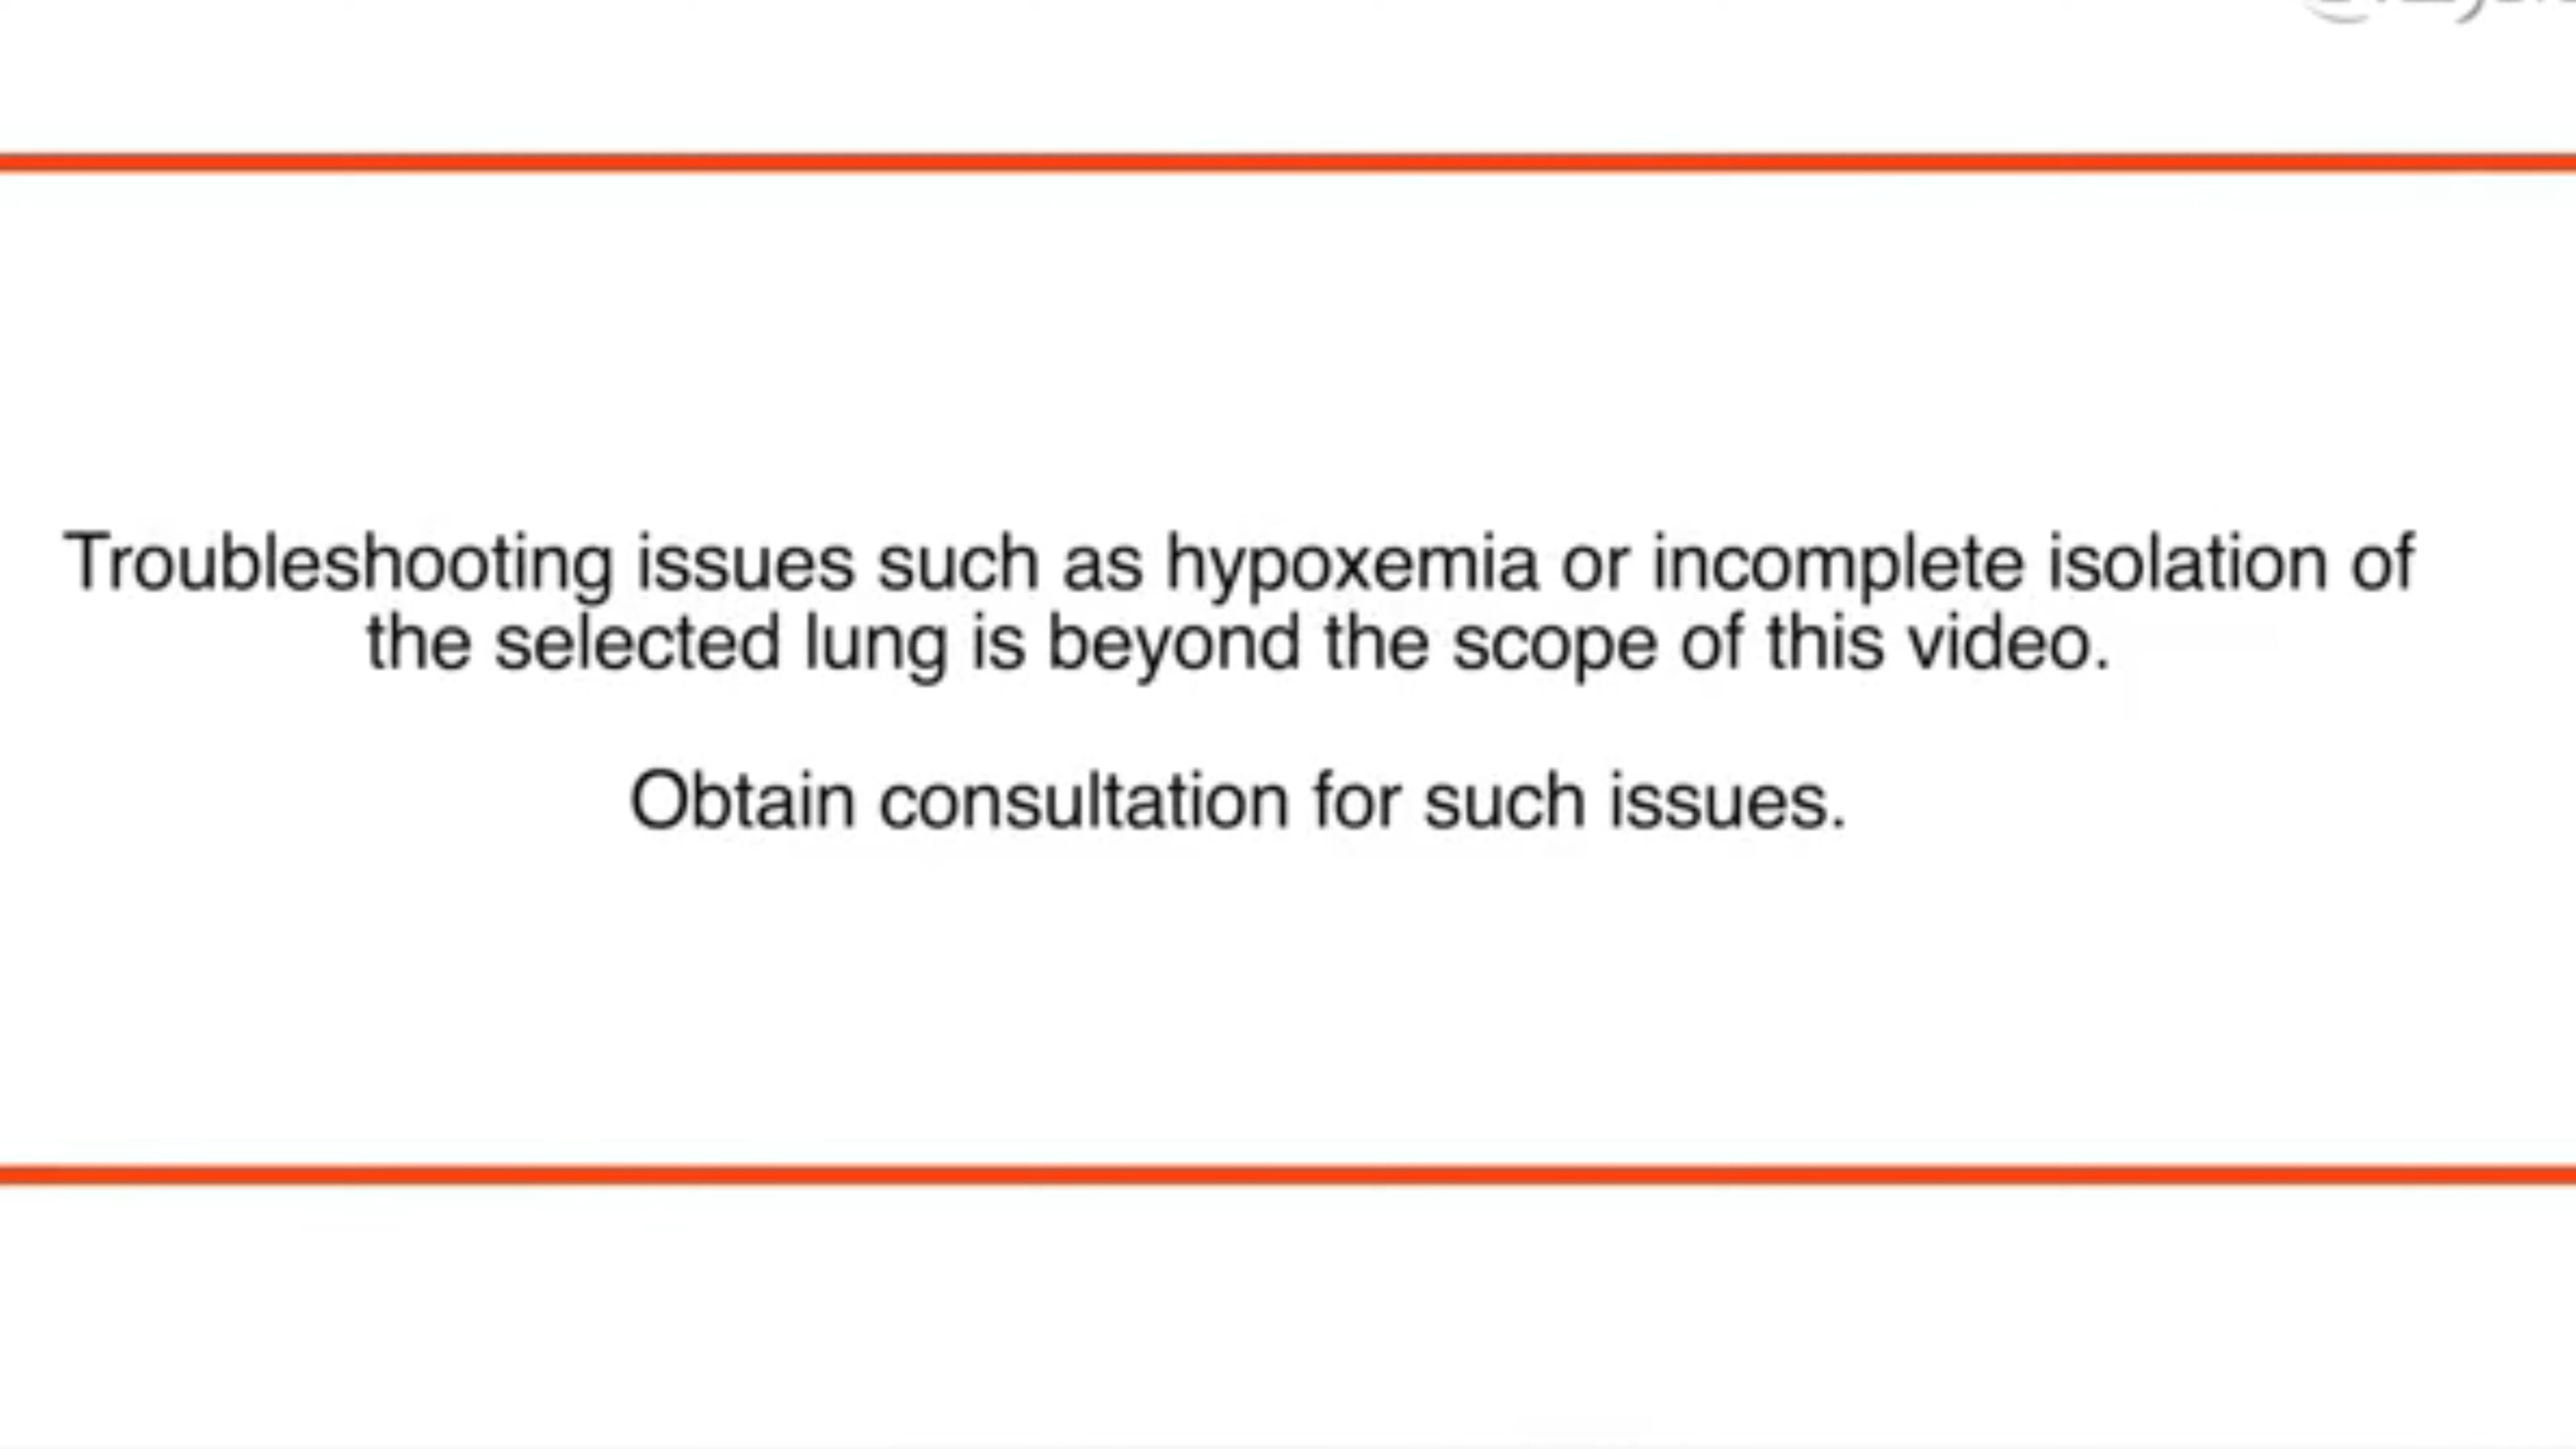 Troubleshooting issues such as hypoxemia or incomplete isolation of
the selected lung is beyond the scope of this video.
Obtain consultation for such issues.